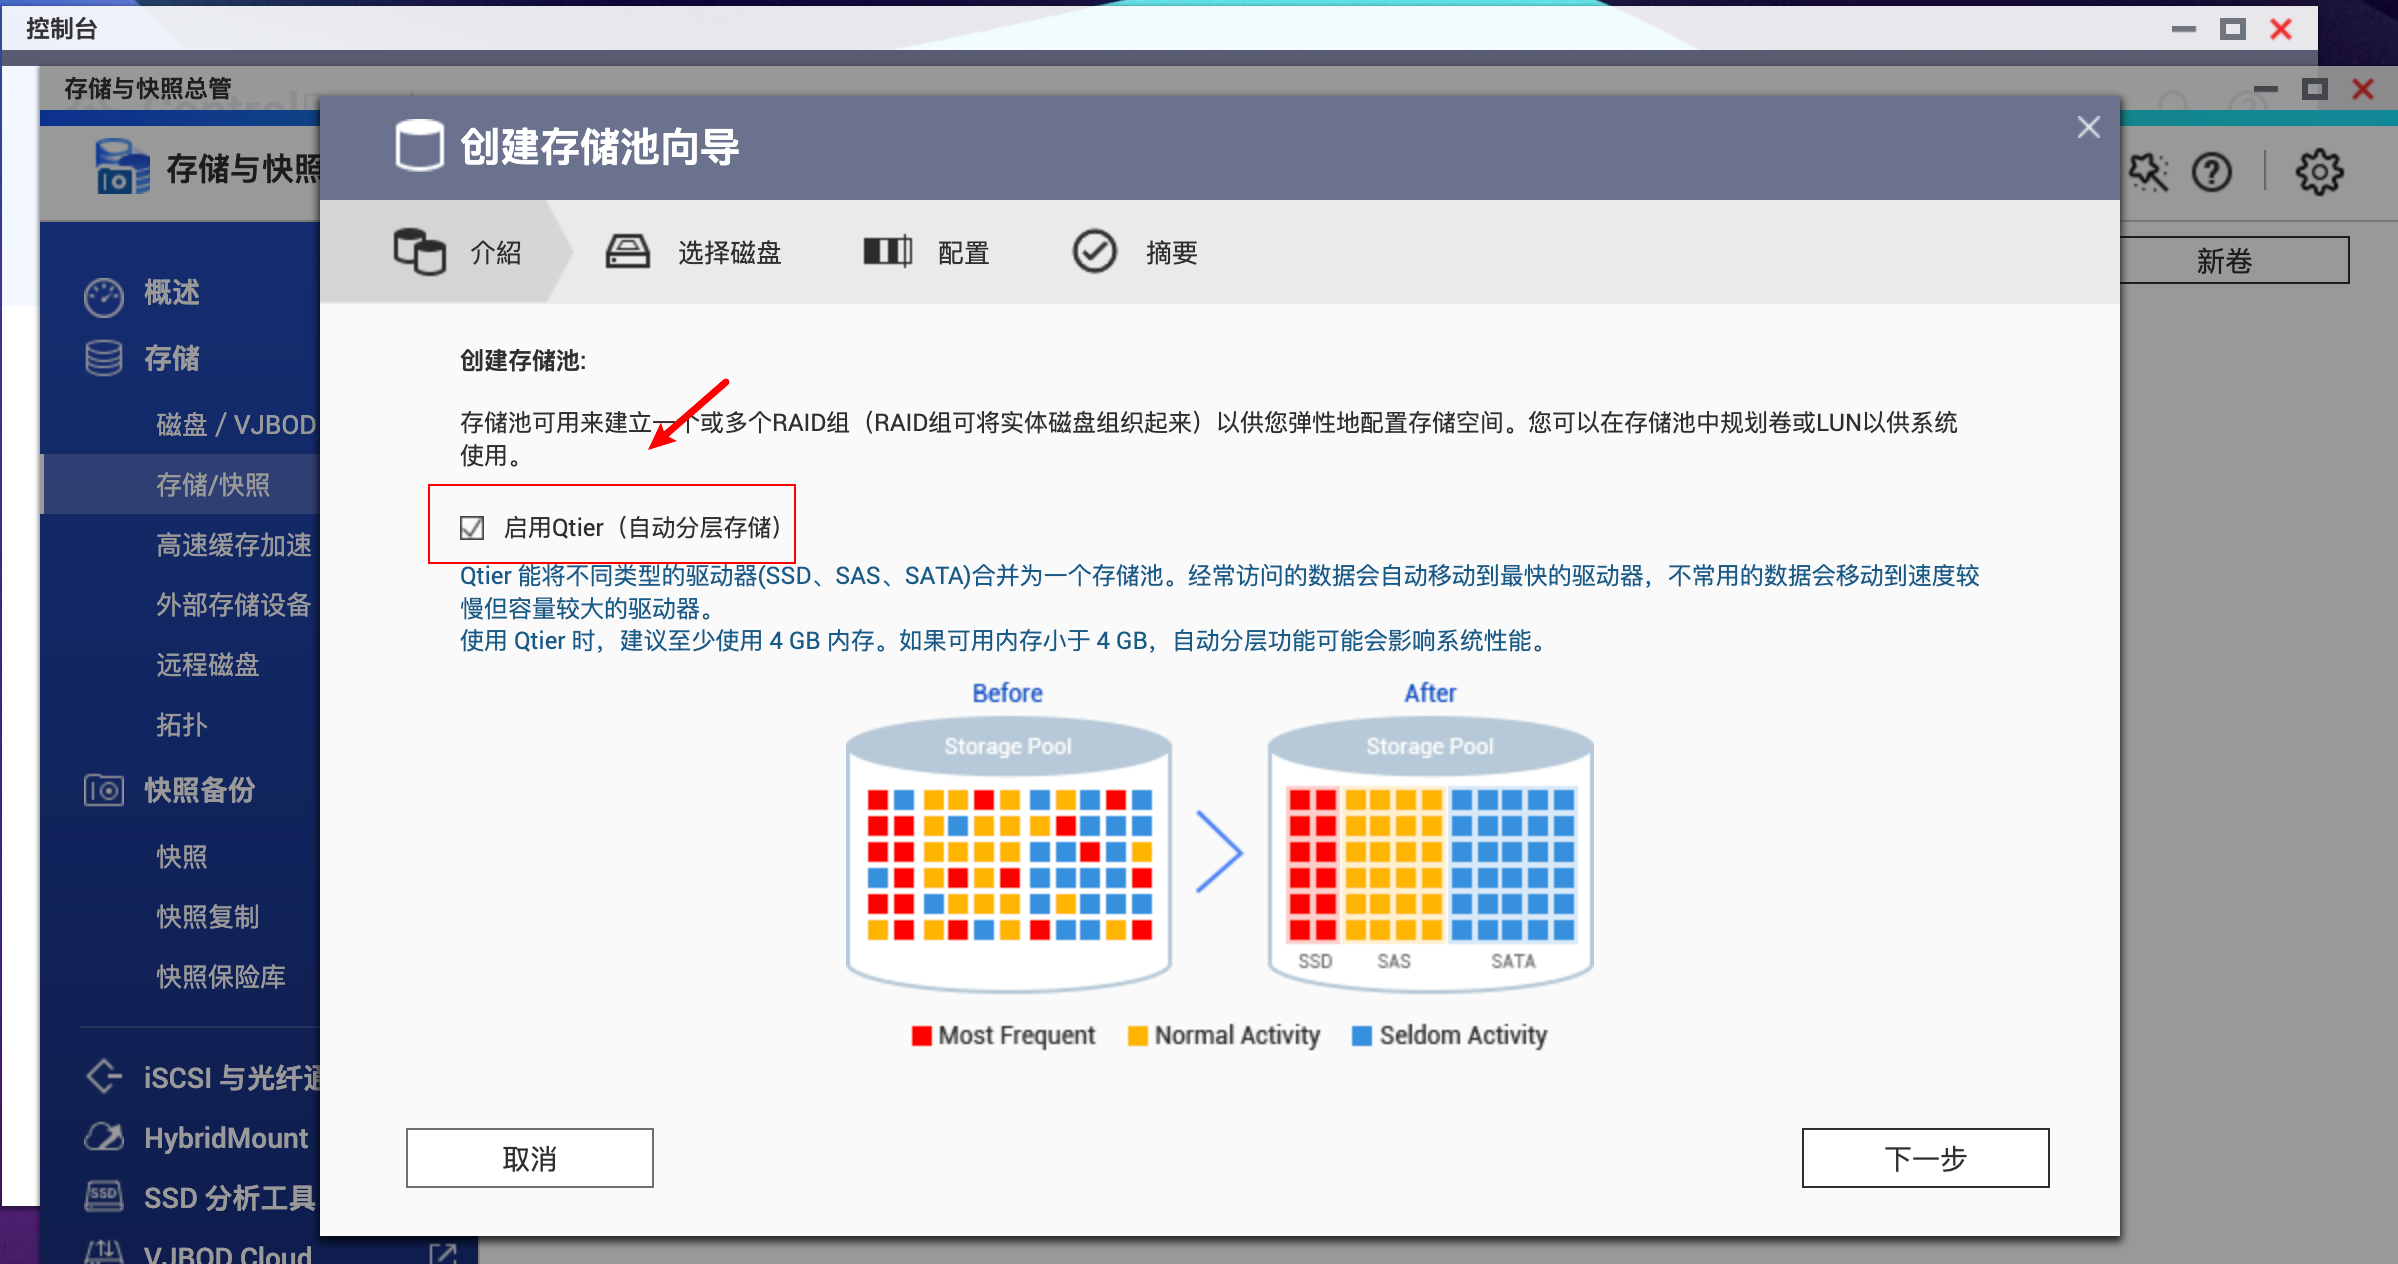 控制台
存储与快照总管
存储与快照
创建存储池向导
介紹
选择磁盘
配置
摘要
新卷
概述
存储
磁盘 / VJBOD
存储/快照
高速缓存加速
外部存储设备
远程磁盘
拓扑
快照备份
快照
快照复制
快照保险库
iSCSI 与光纤通
HybridMount
SSD 分析工具
VJBOD Cloud
创建存储池:
存储池可用来建立一个或多个RAID组（RAID组可将实体磁盘组织起来）以供您弹性地配置存储空间。您可以在存储池中规划卷或LUN以供系统
使用。
启用Qtier（自动分层存储）
Qtier 能将不同类型的驱动器(SSD、SAS、SATA)合并为一个存储池。经常访问的数据会自动移动到最快的驱动器，不常用的数据会移动到速度较
慢但容量较大的驱动器。
使用 Qtier 时，建议至少使用 4 GB 内存。如果可用内存小于 4 GB，自动分层功能可能会影响系统性能。
Before
After
Storage Pool
Storage Pool
SSD
SAS
SATA
Most Frequent
Normal Activity
Seldom Activity
取消
下一步